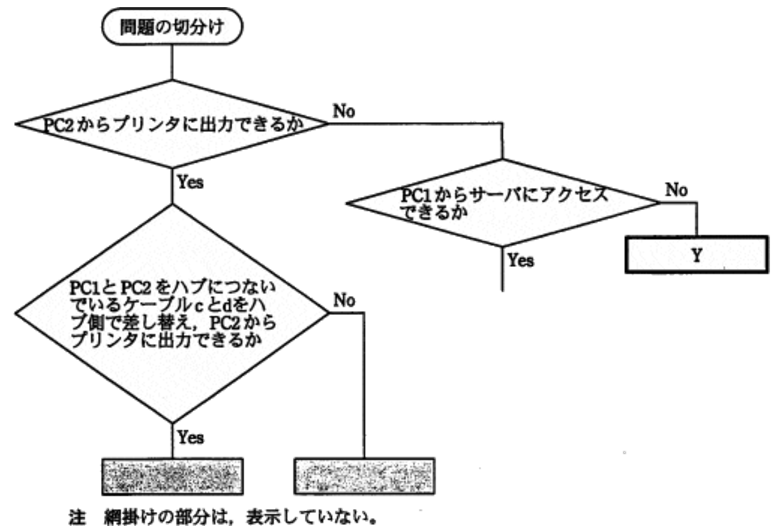 問題の切分け
PC2からプリンタに出力できるか
No
Yes
PC1からサーバにアクセス
できるか
No
Y
Yes
PC1とPC2をハブにつない
でいるケーブルcとdをハ
ブ側で差し替え，PC2から
プリンタに出力できるか
No
Yes
注　網掛けの部分は，表示していない。